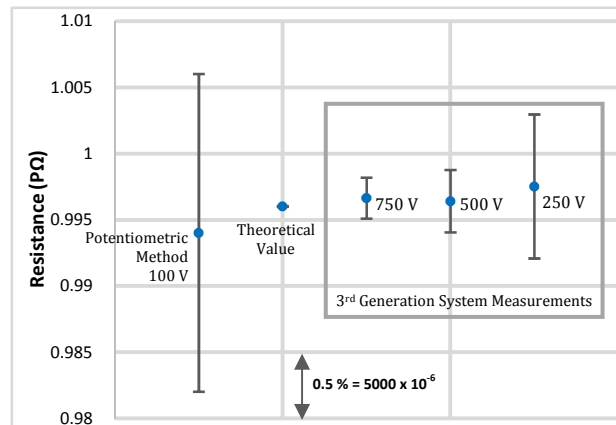 1.01
1.005
1
0.995
0.99
0.985
0.98
Resistance (PΩ)
Potentiometric
Method
100 V
Theoretical
Value
750 V
500 V
250 V
3rd Generation System Measurements
0.5 % = 5000 x 10-6